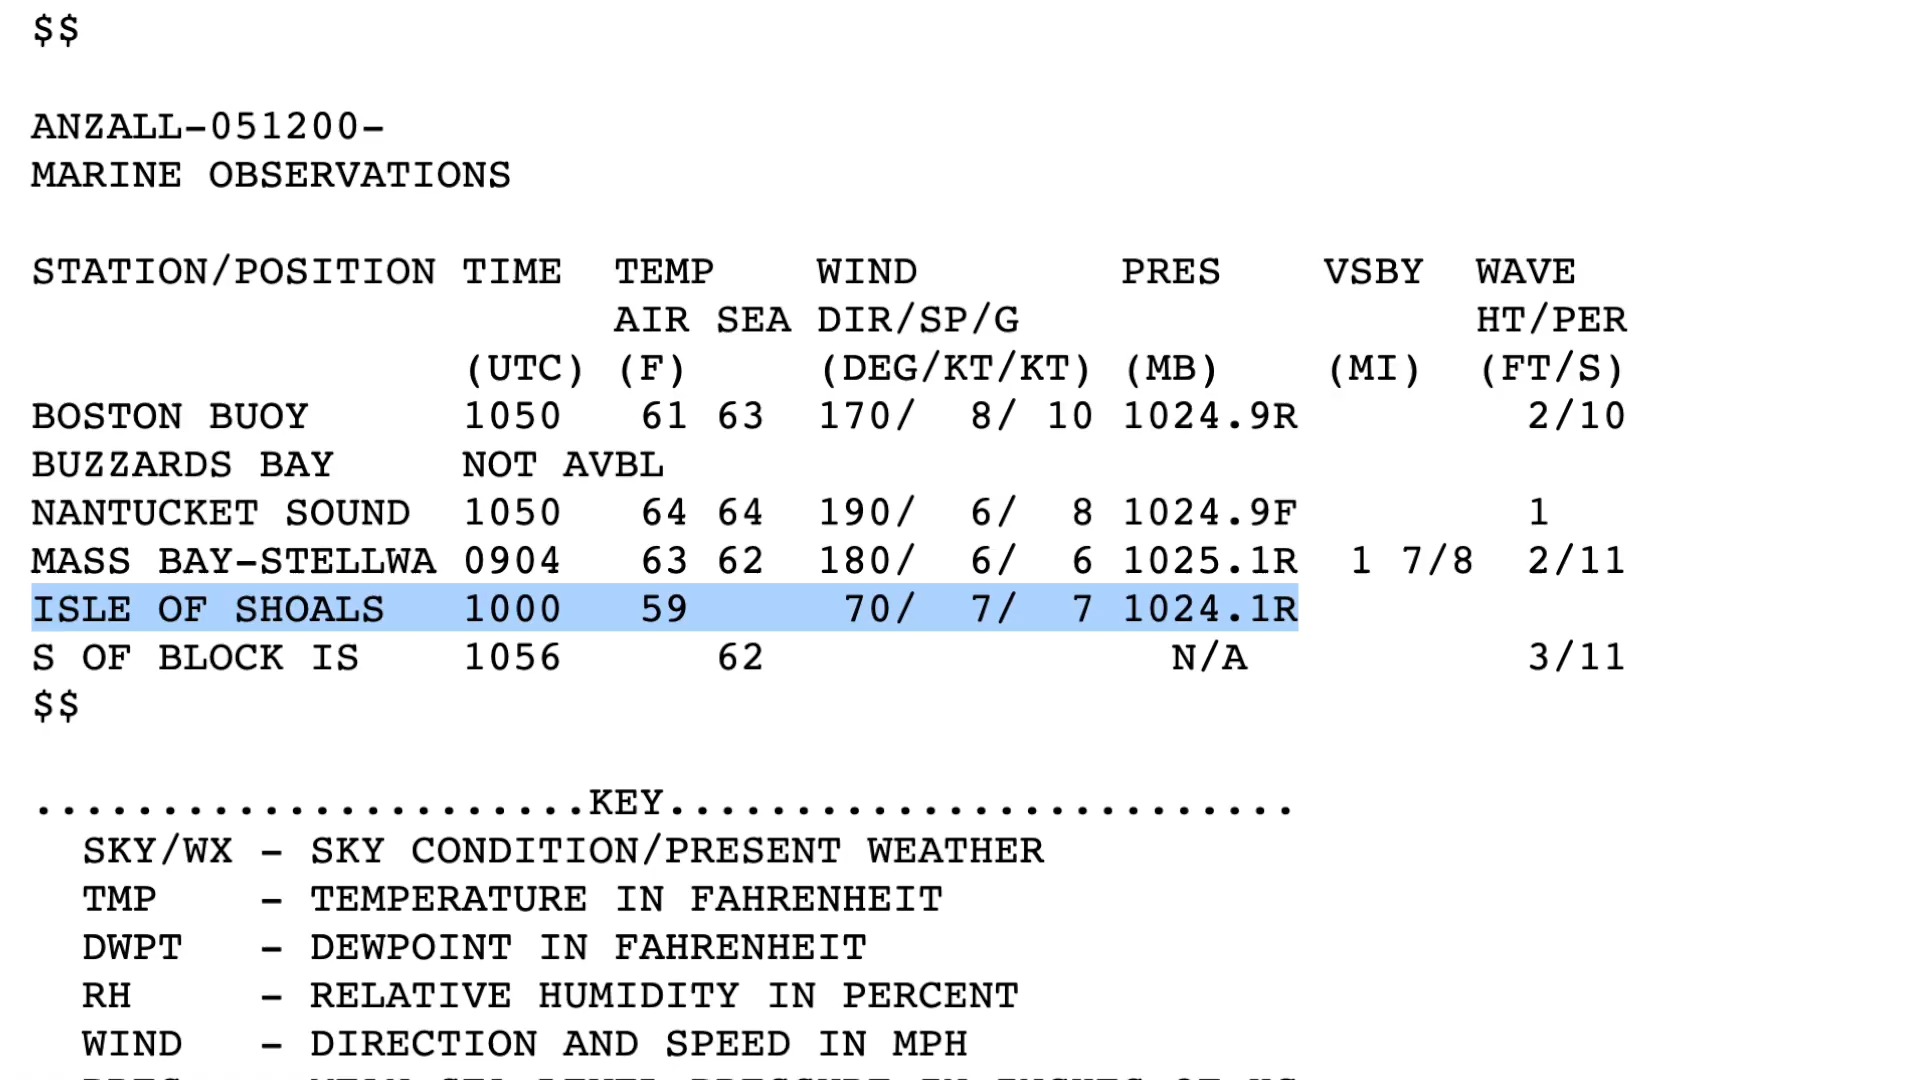 $$
ANZALL-051200-
MARINE OBSERVATIONS
STATION/POSITION TIME  TEMP    WIND        PRES    VSBY  WAVE
                       AIR SEA DIR/SP/G                  HT/PER
                 (UTC) (F)     (DEG/KT/KT) (MB)    (MI)  (FT/S)
BOSTON BUOY      1050   61 63  170/  8/ 10 1024.9R         2/10
BUZZARDS BAY     NOT AVBL
NANTUCKET SOUND  1050   64 64  190/  6/  8 1024.9F         1
MASS BAY-STELLWA 0904   63 62  180/  6/  6 1025.1R  1 7/8  2/11
ISLE OF SHOALS   1000   59      70/  7/  7 1024.1R
S OF BLOCK IS    1056      62                N/A           3/11
$$
......................KEY.........................
  SKY/WX - SKY CONDITION/PRESENT WEATHER
  TMP    - TEMPERATURE IN FAHRENHEIT
  DWPT   - DEWPOINT IN FAHRENHEIT
  RH     - RELATIVE HUMIDITY IN PERCENT
  WIND   - DIRECTION AND SPEED IN MPH